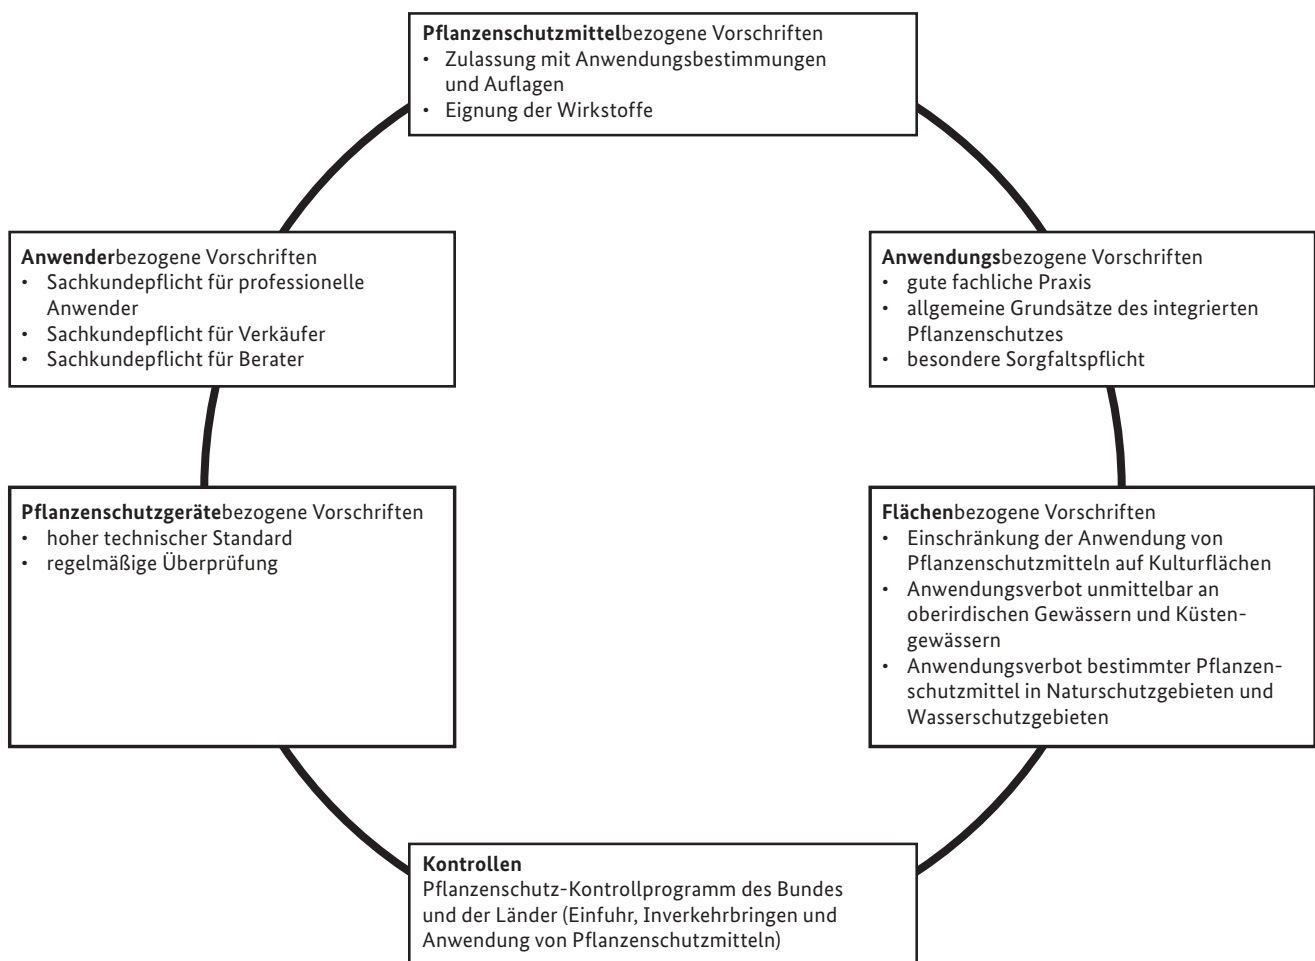 Pflanzenschutzmittelbezogene Vorschriften
• Zulassung mit Anwendungsbestimmungen
und Auflagen
• Eignung der Wirkstoffe
Anwenderbezogene Vorschriften
• Sachkundepflicht für professionelle
Anwender
• Sachkundepflicht für Verkäufer
• Sachkundepflicht für Berater
Anwendungsbezogene Vorschriften
• gute fachliche Praxis
• allgemeine Grundsätze des integrierten
Pflanzenschutzes
• besondere Sorgfaltspflicht
Pflanzenschutzgerätebezogene Vorschriften
• hoher technischer Standard
• regelmäßige Überprüfung
Flächenbezogene Vorschriften
• Einschränkung der Anwendung von
Pflanzenschutzmitteln auf Kulturflächen
• Anwendungsverbot unmittelbar an
oberirdischen Gewässern und Küsten-
gewässern
• Anwendungsverbot bestimmter Pflanzen-
schutzmittel in Naturschutzgebieten und
Wasserschutzgebieten
Kontrollen
Pflanzenschutz-Kontrollprogramm des Bundes
und der Länder (Einfuhr, Inverkehrbringen und
Anwendung von Pflanzenschutzmitteln)